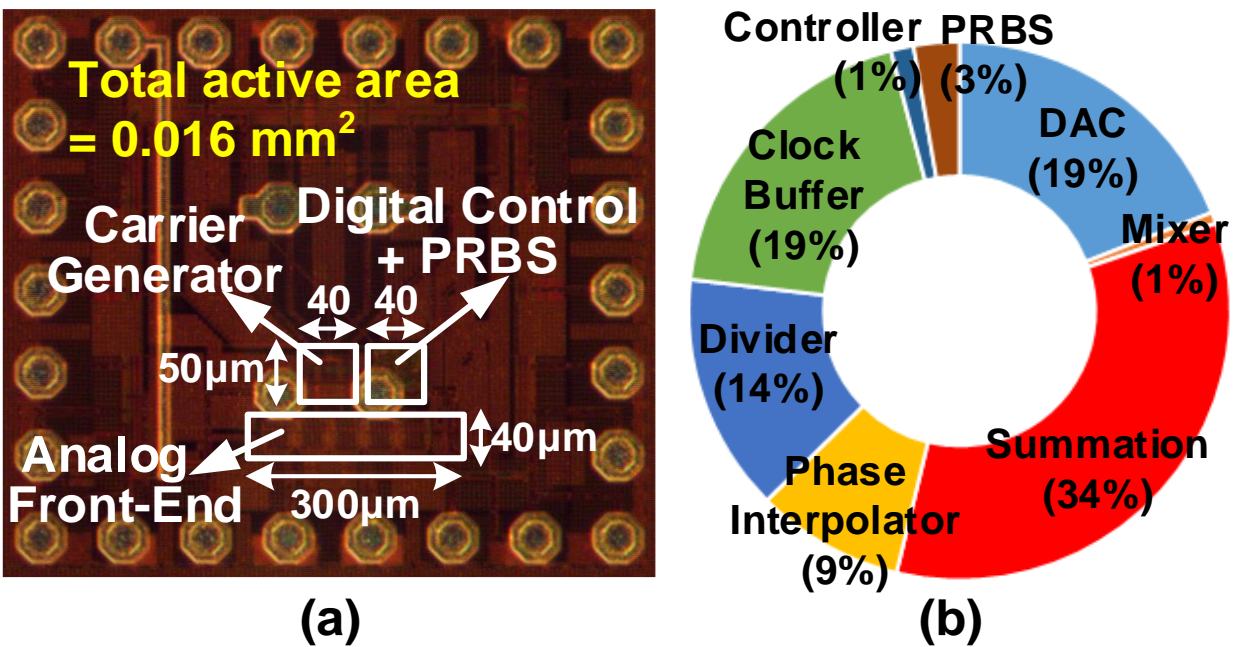 Total active area
= 0.016 mm²
Carrier
Generator
Digital Control
+ PRBS
40
40
50μm
40μm
Analog
Front-End
300μm
(a)
Controller
(1%)
PRBS
(3%)
DAC
(19%)
Mixer
(1%)
Clock
Buffer
(19%)
Divider
(14%)
Phase
Interpolator
(9%)
Summation
(34%)
(b)